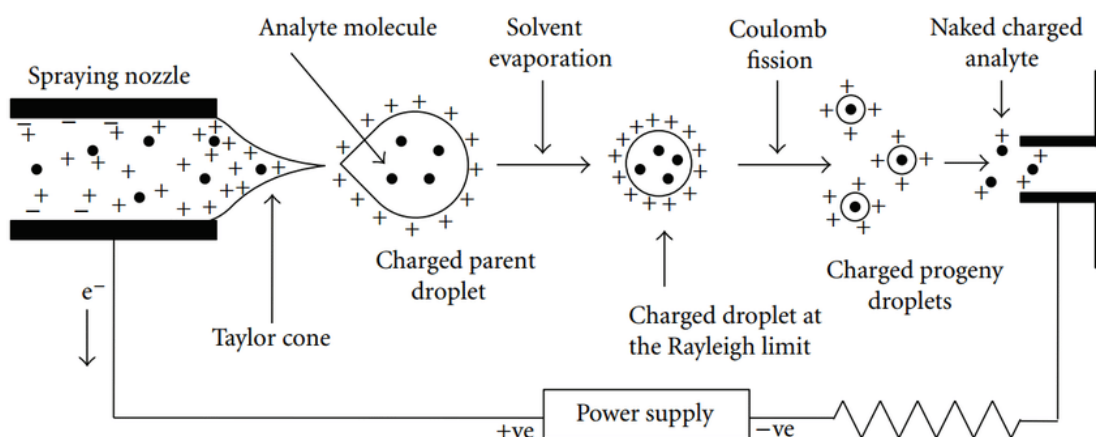 Spraying nozzle
Analyte molecule
Solvent
evaporation
Coulomb
fission
Naked charged
analyte
Charged parent
droplet
Charged progeny
droplets
e⁻
Taylor cone
Charged droplet at
the Rayleigh limit
+ve
Power supply
−ve